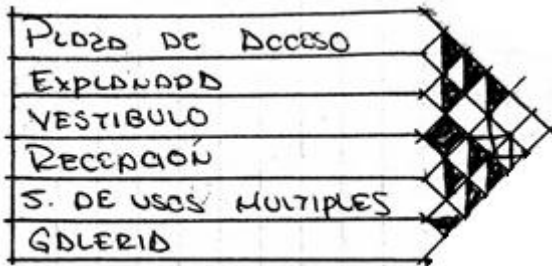 PLAZA DE ACCESO
EXPLANADA
VESTIBULO
RECEPCIÓN
S. DE USOS MULTIPLES
GALERIA